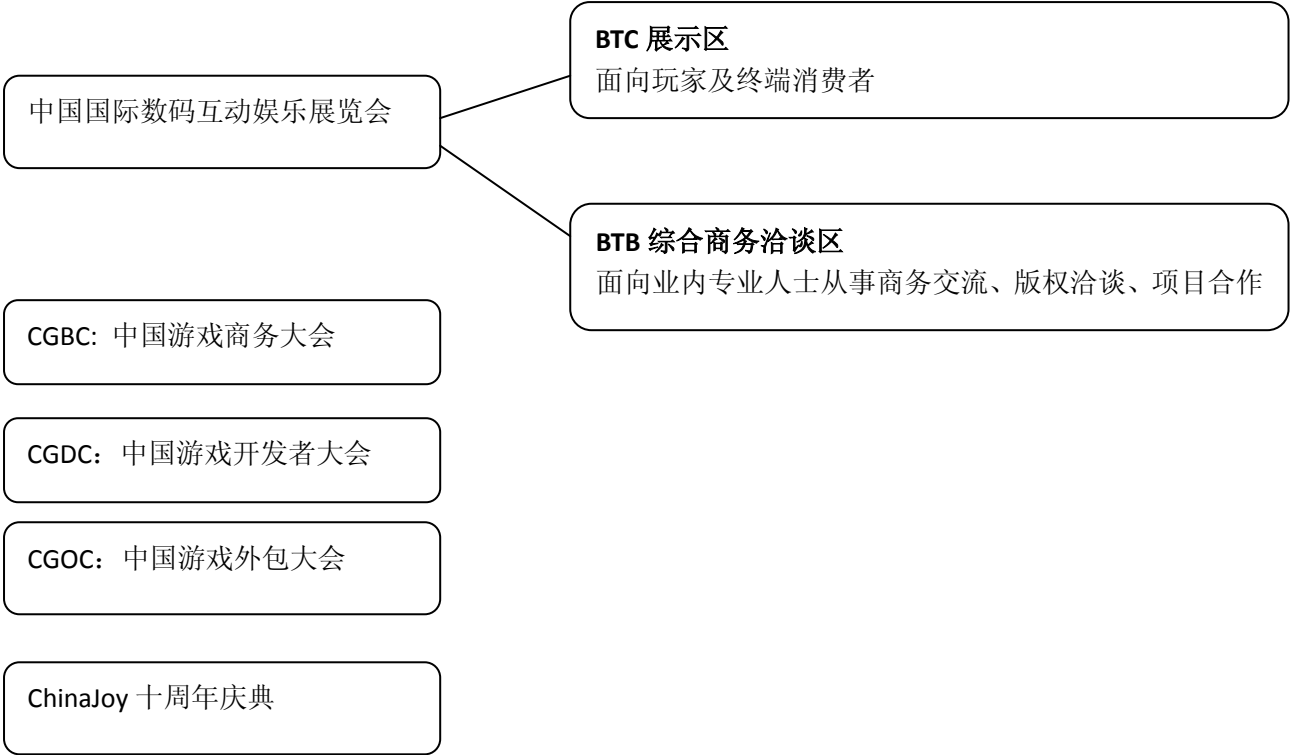 BTC 展示区
面向玩家及终端消费者
中国国际数码互动娱乐展览会
BTB 综合商务洽谈区
面向业内专业人士从事商务交流、版权洽谈、项目合作
CGBC: 中国游戏商务大会
CGDC：中国游戏开发者大会
CGOC：中国游戏外包大会
ChinaJoy 十周年庆典